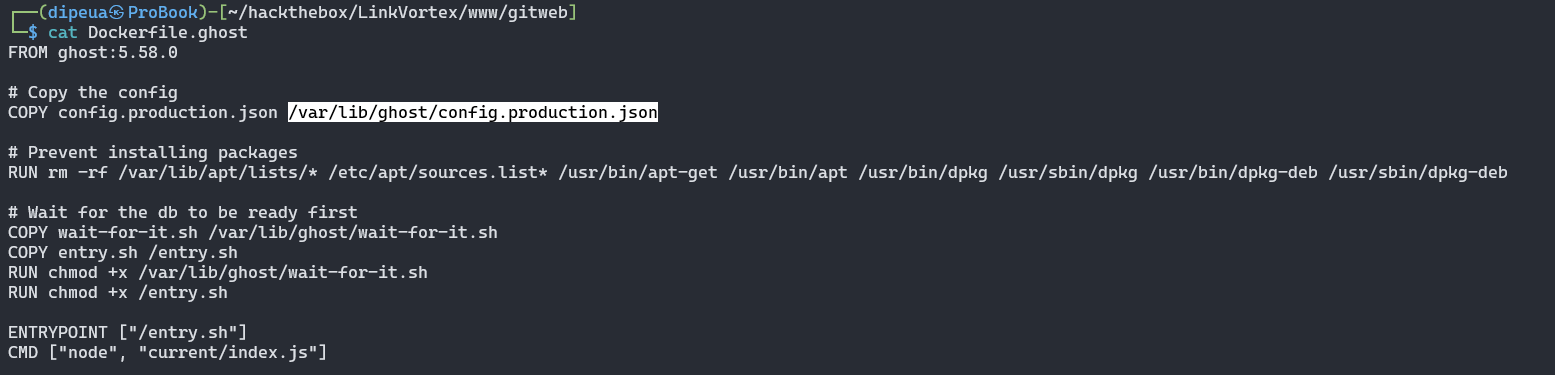 ┌──(dipeua㉿ProBook)-[~/hackthebox/LinkVortex/www/gitweb]
└─$ cat Dockerfile.ghost
FROM ghost:5.58.0
# Copy the config
COPY config.production.json /var/lib/ghost/config.production.json
# Prevent installing packages
RUN rm -rf /var/lib/apt/lists/* /etc/apt/sources.list* /usr/bin/apt-get /usr/bin/apt /usr/bin/dpkg /usr/sbin/dpkg /usr/bin/dpkg-deb /usr/sbin/dpkg-deb
# Wait for the db to be ready first
COPY wait-for-it.sh /var/lib/ghost/wait-for-it.sh
COPY entry.sh /entry.sh
RUN chmod +x /var/lib/ghost/wait-for-it.sh
RUN chmod +x /entry.sh
ENTRYPOINT ["/entry.sh"]
CMD ["node", "current/index.js"]